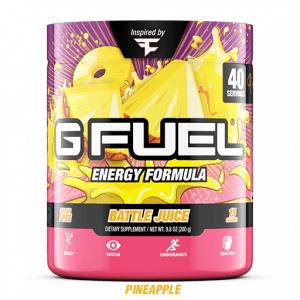 Inspired by
40
SERVINGS
G FUEL
ENERGY FORMULA
BATTLE JUICE
DIETARY SUPPLEMENT / NET WT. 9.8 OZ (280 g)
ENERGY
FOCUS
ENDURANCE
REACTION
PINEAPPLE